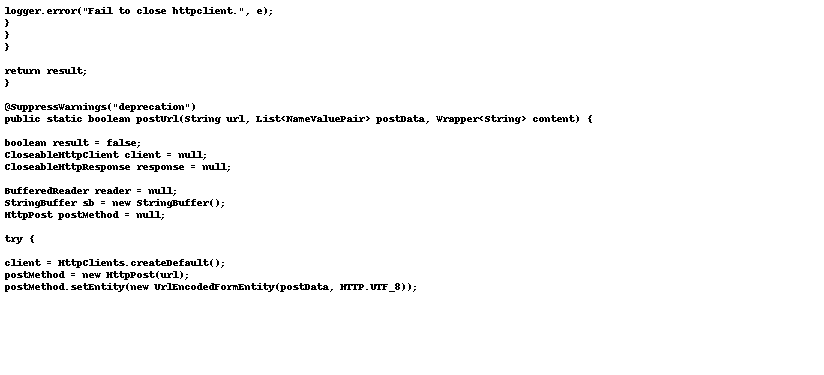 logger.error("Fail to close httpclient.", e);
}
}
}
return result;
}
@SuppressWarnings("deprecation")
public static boolean postUrl(String url, List<NameValuePair> postData, Wrapper<String> content) {
boolean result = false;
CloseableHttpClient client = null;
CloseableHttpResponse response = null;
BufferedReader reader = null;
StringBuffer sb = new StringBuffer();
HttpPost postMethod = null;
try {
client = HttpClients.createDefault();
postMethod = new HttpPost(url);
postMethod.setEntity(new UrlEncodedFormEntity(postData, HTTP.UTF_8));